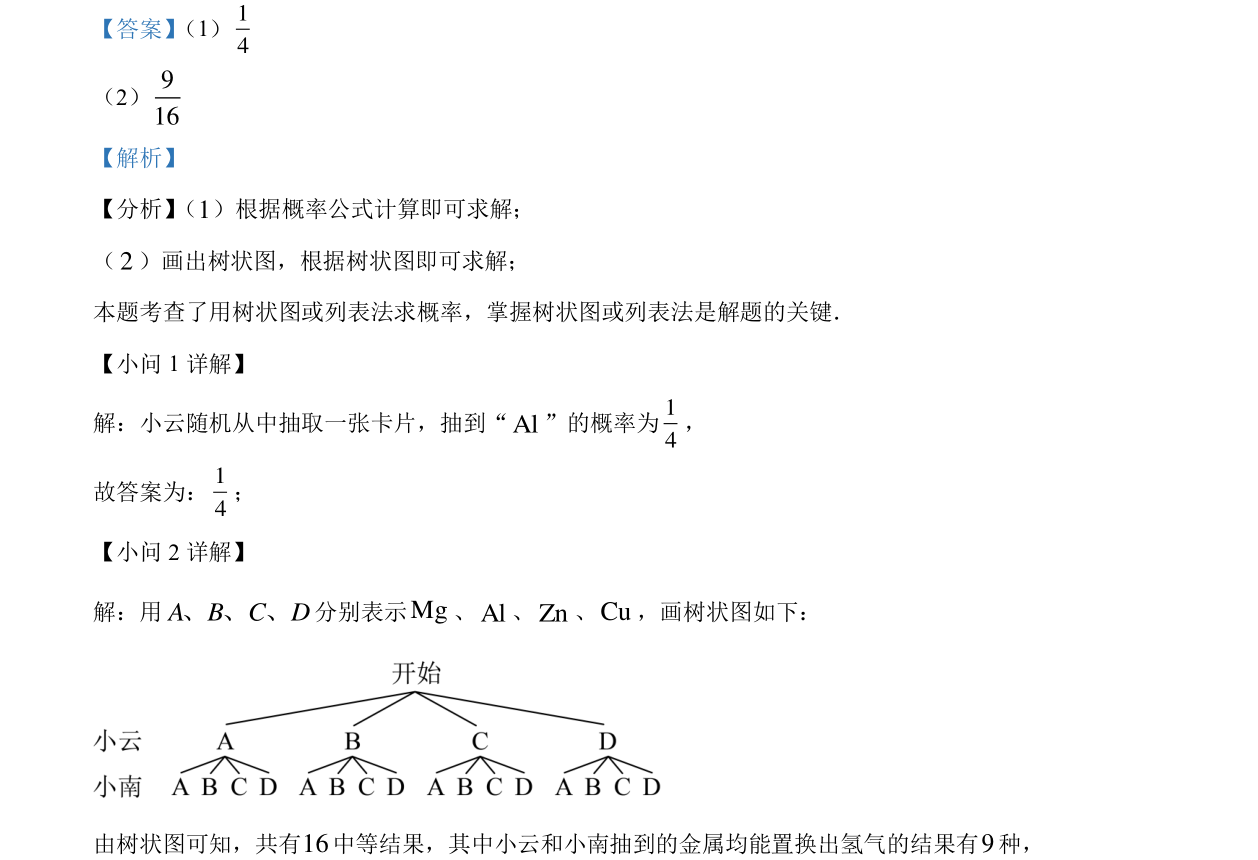 【答案】（1）1/4
（2）9/16
【解析】
【分析】（1）根据概率公式计算即可求解；
（2）画出树状图，根据树状图即可求解；
本题考查了用树状图或列表法求概率，掌握树状图或列表法是解题的关键．
【小问 1 详解】
解：小云随机从中抽取一张卡片，抽到“Al”的概率为1/4，
故答案为：1/4；
【小问 2 详解】
解：用 A、B、C、D 分别表示Mg、Al、Zn、Cu，画树状图如下：
开始
小云 A B C D
小南 A B C D A B C D A B C D A B C D
由树状图可知，共有16中等结果，其中小云和小南抽到的金属均能置换出氢气的结果有9种，